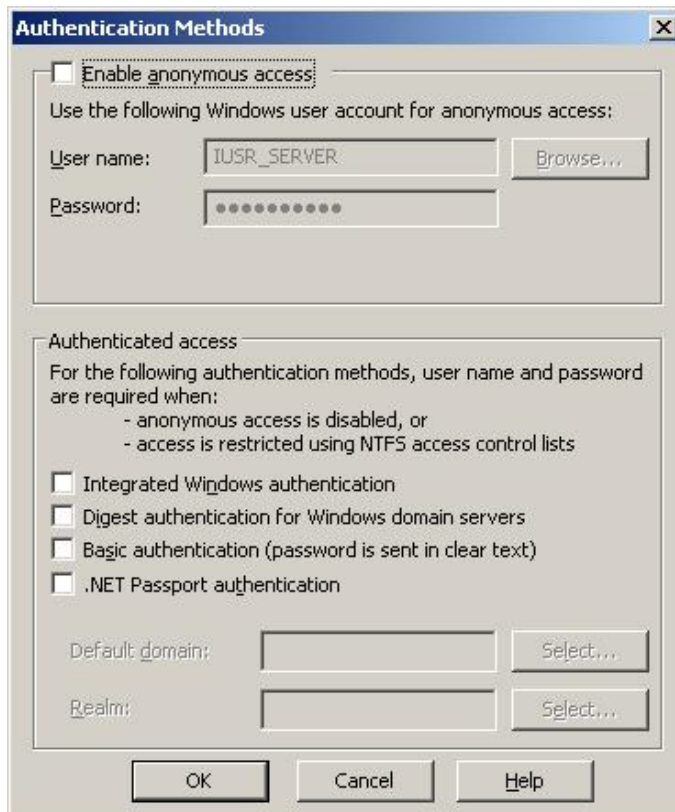 Authentication Methods
Enable anonymous access
Use the following Windows user account for anonymous access:
User name:
IUSR_SERVER
Browse...
Password:
●●●●●●●●●●
Authenticated access
For the following authentication methods, user name and password
are required when:
- anonymous access is disabled, or
- access is restricted using NTFS access control lists
Integrated Windows authentication
Digest authentication for Windows domain servers
Basic authentication (password is sent in clear text)
.NET Passport authentication
Default domain:
Select...
Realm:
Select...
OK
Cancel
Help